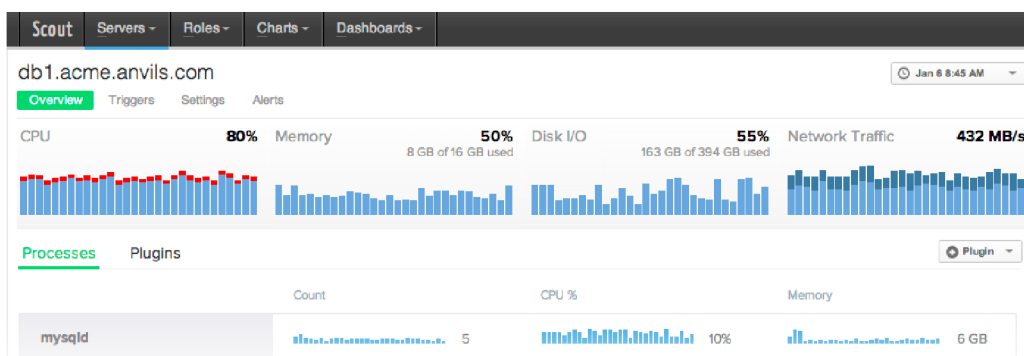 Scout Servers Roles Charts Dashboards
db1.acme.anvils.com Jan 6 8:45 AM
Overview Triggers Settings Alerts
CPU 80% Memory 50% Disk I/O 55% Network Traffic 432 MB/s
8 GB of 16 GB used 163 GB of 394 GB used
Processes Plugins Plugin
Count CPU % Memory
mysqld 5 10% 6 GB